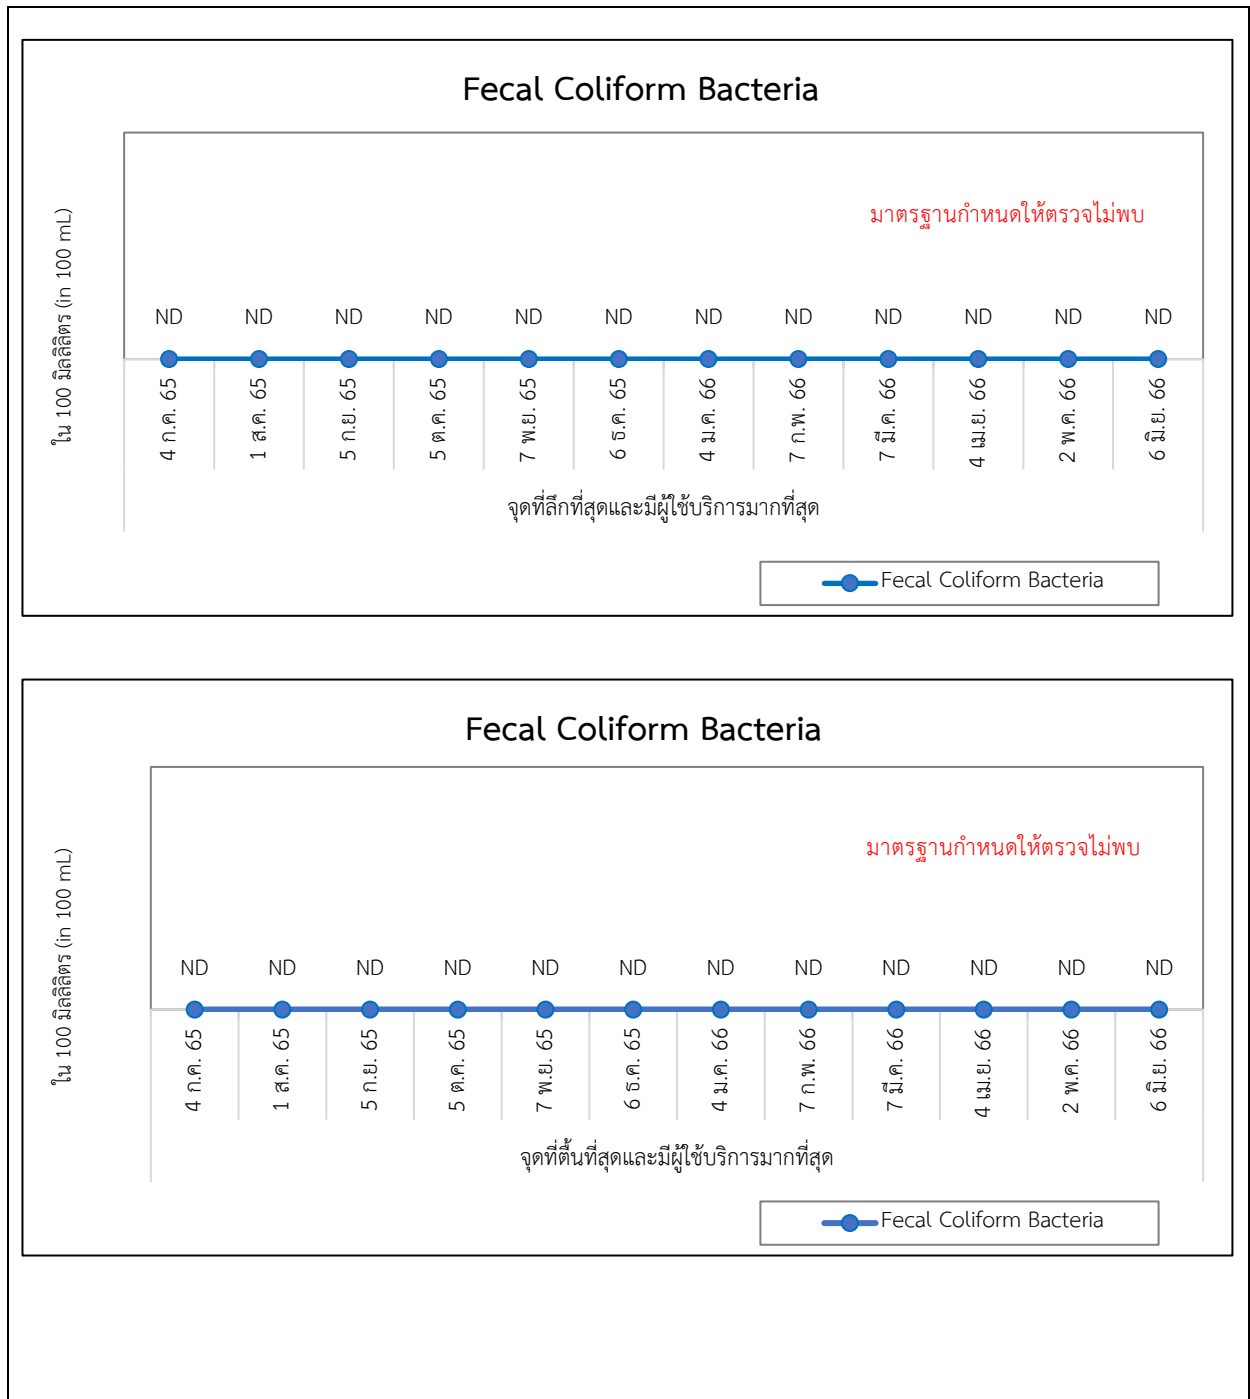 Fecal Coliform Bacteria
ใน 100 มิลลิลิตร (in 100 mL)
มาตรฐานกำหนดให้ตรวจไม่พบ
ND ND ND ND ND ND ND ND ND ND ND ND
4 ก.ค. 65 1 ส.ค. 65 5 ก.ย. 65 5 ต.ค. 65 7 พ.ย. 65 6 ธ.ค. 65 4 ม.ค. 66 7 ก.พ. 66 7 มี.ค. 66 4 เม.ย. 66 2 พ.ค. 66 6 มิ.ย. 66
จุดที่ลึกที่สุดและมีผู้ใช้บริการมากที่สุด
Fecal Coliform Bacteria
Fecal Coliform Bacteria
ใน 100 มิลลิลิตร (in 100 mL)
มาตรฐานกำหนดให้ตรวจไม่พบ
ND ND ND ND ND ND ND ND ND ND ND ND
4 ก.ค. 65 1 ส.ค. 65 5 ก.ย. 65 5 ต.ค. 65 7 พ.ย. 65 6 ธ.ค. 65 4 ม.ค. 66 7 ก.พ. 66 7 มี.ค. 66 4 เม.ย. 66 2 พ.ค. 66 6 มิ.ย. 66
จุดที่ตื้นที่สุดและมีผู้ใช้บริการมากที่สุด
Fecal Coliform Bacteria